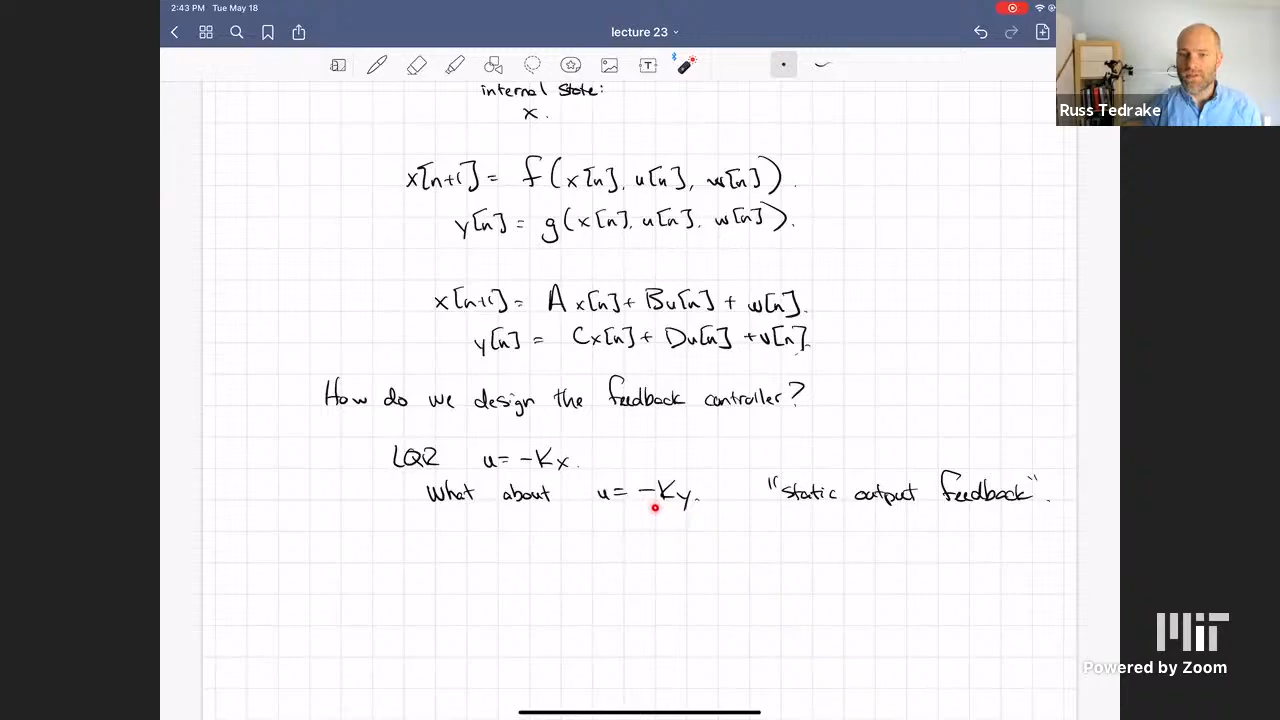 2:43 PM Tue May 18
lecture 23
Russ Tedrake
internal state:
x.
x[n+1] = f(x[n], u[n], w[n]).
y[n] = g(x[n], u[n], w[n]).
x[n+1] = Ax[n] + Bu[n] + w[n].
y[n] = Cx[n] + Du[n] + v[n].
How do we design the feedback controller?
LQR u = -Kx.
What about u = -Ky. "static output feedback".
MIT
Powered by Zoom